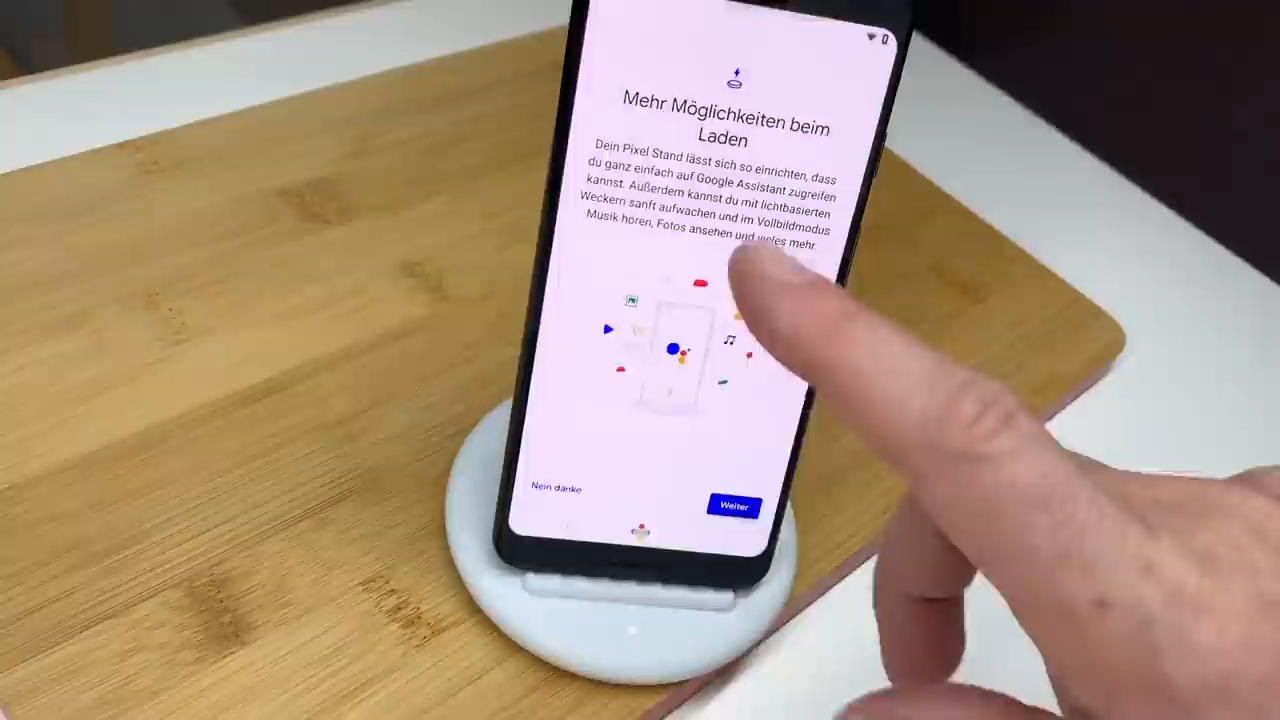 Mehr Möglichkeiten beim
Laden
Dein Pixel Stand lässt sich so einrichten, dass
du ganz einfach auf Google Assistant zugreifen
kannst. Außerdem kannst du mit lichtbasierten
Weckern sanft aufwachen und im Vollbildmodus
Musik hören, Fotos ansehen und vieles mehr.
Nein danke
Weiter